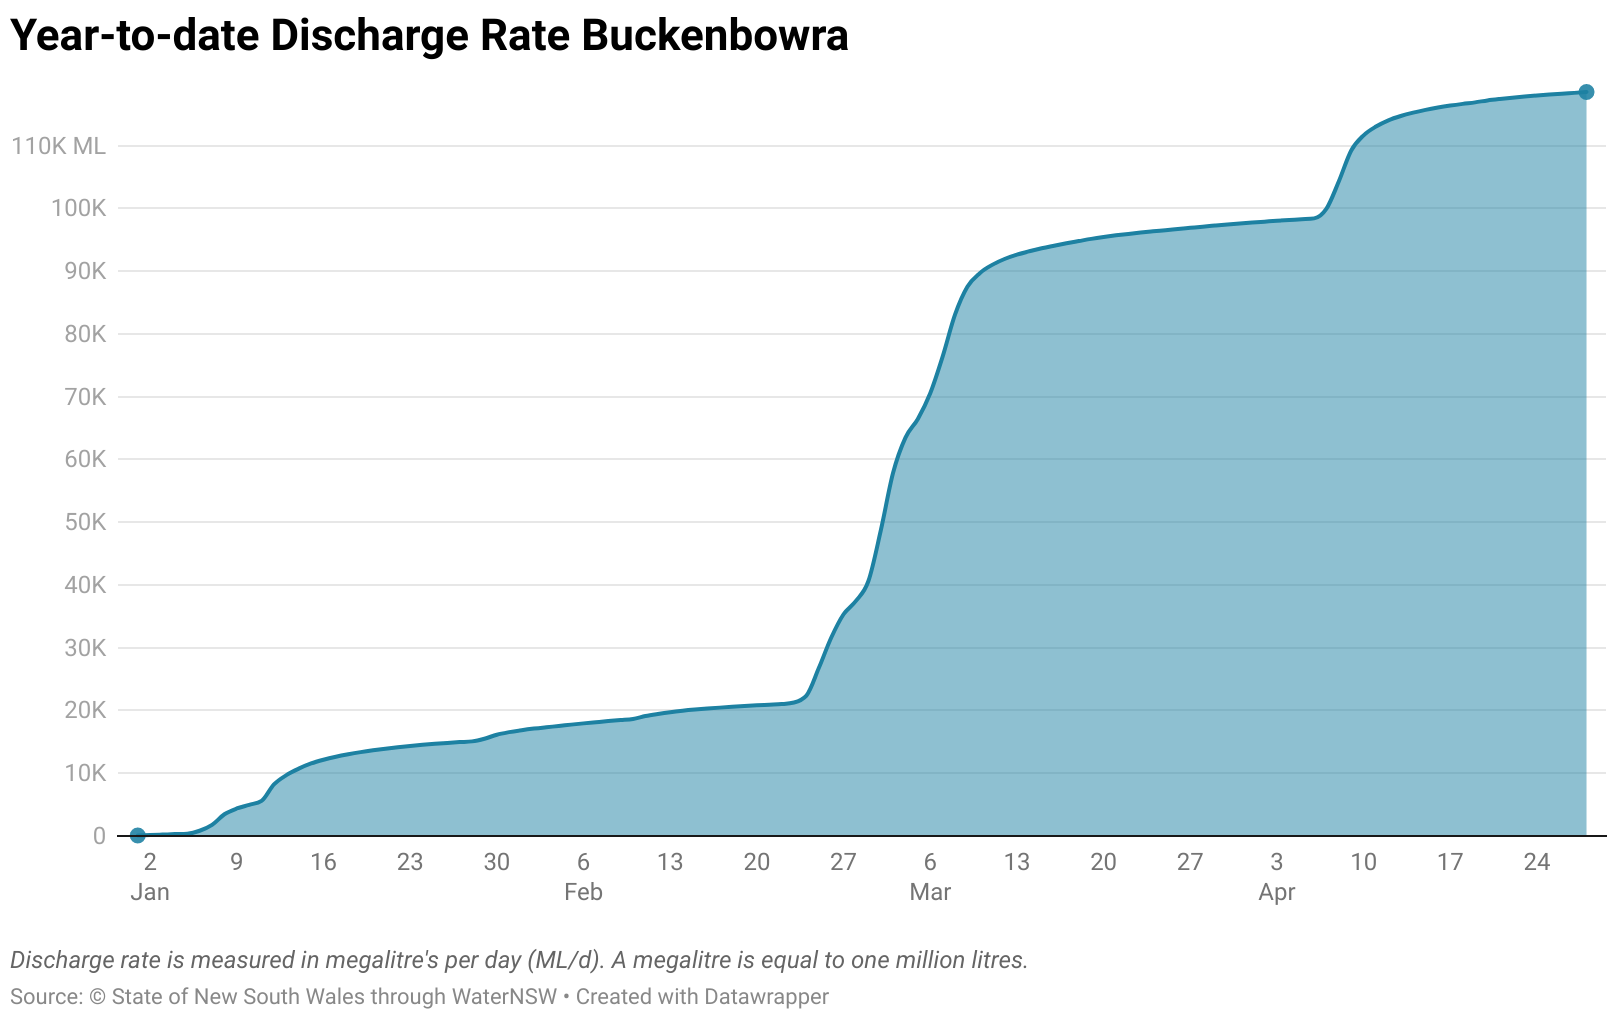 Year-to-date Discharge Rate Buckenbowra
110K ML
100K
90K
80K
70K
60K
50K
40K
30K
20K
10K
0
2 9 16 23 30 6 13 20 27 6 13 20 27 3 10 17 24
Jan Feb Mar Apr
Discharge rate is measured in megalitre's per day (ML/d). A megalitre is equal to one million litres.
Source: © State of New South Wales through WaterNSW • Created with Datawrapper